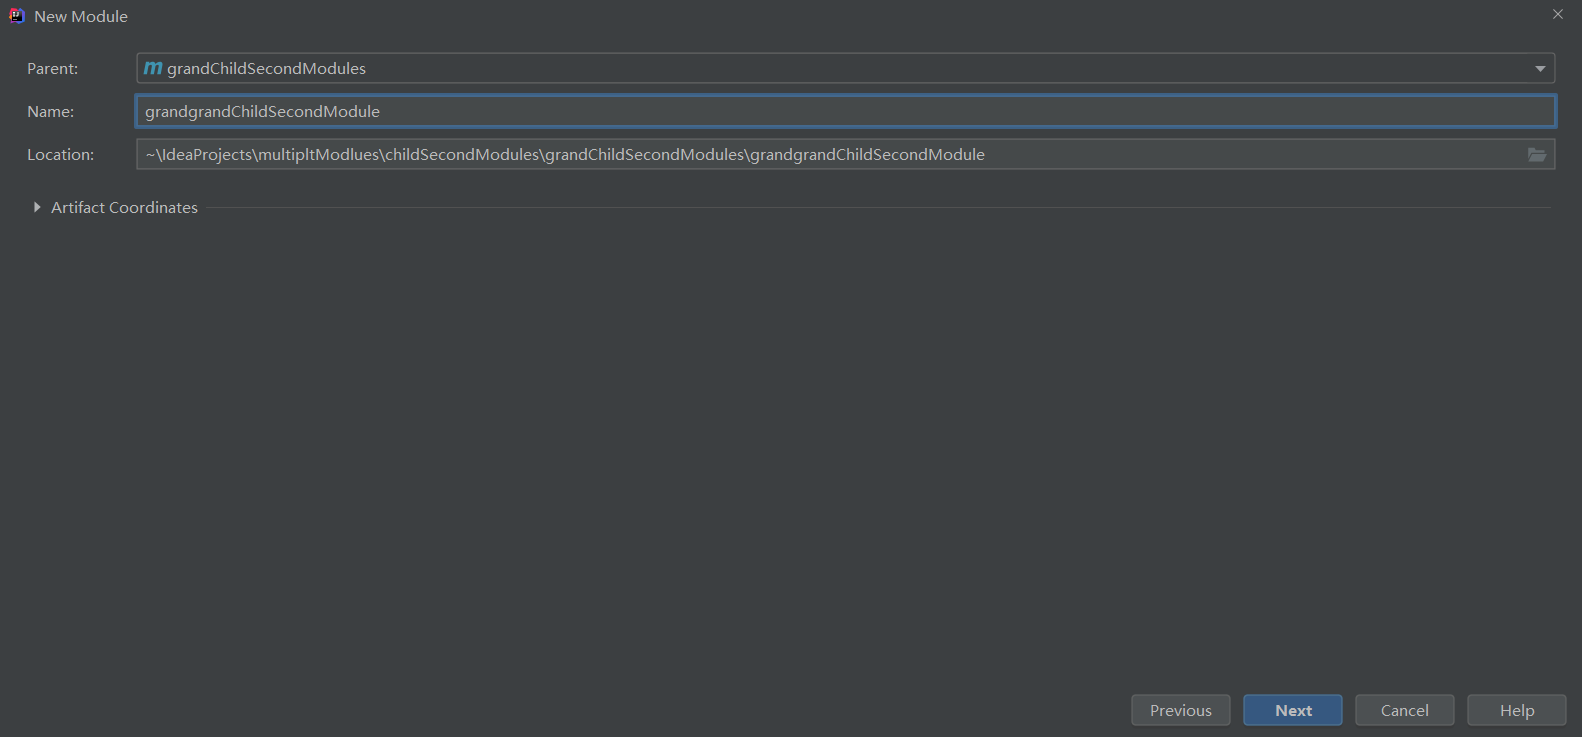 New Module
Parent: grandChildSecondModules
Name: grandgrandChildSecondModule
Location: ~\IdeaProjects\multipltModlues\childSecondModules\grandChildSecondModules\grandgrandChildSecondModule
Artifact Coordinates
Previous Next Cancel Help